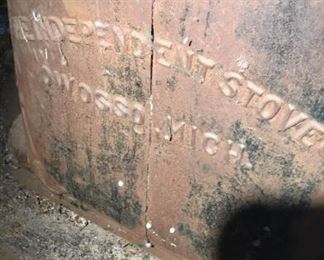 INDEPENDENT STOVE
OWOSSO, MICH.